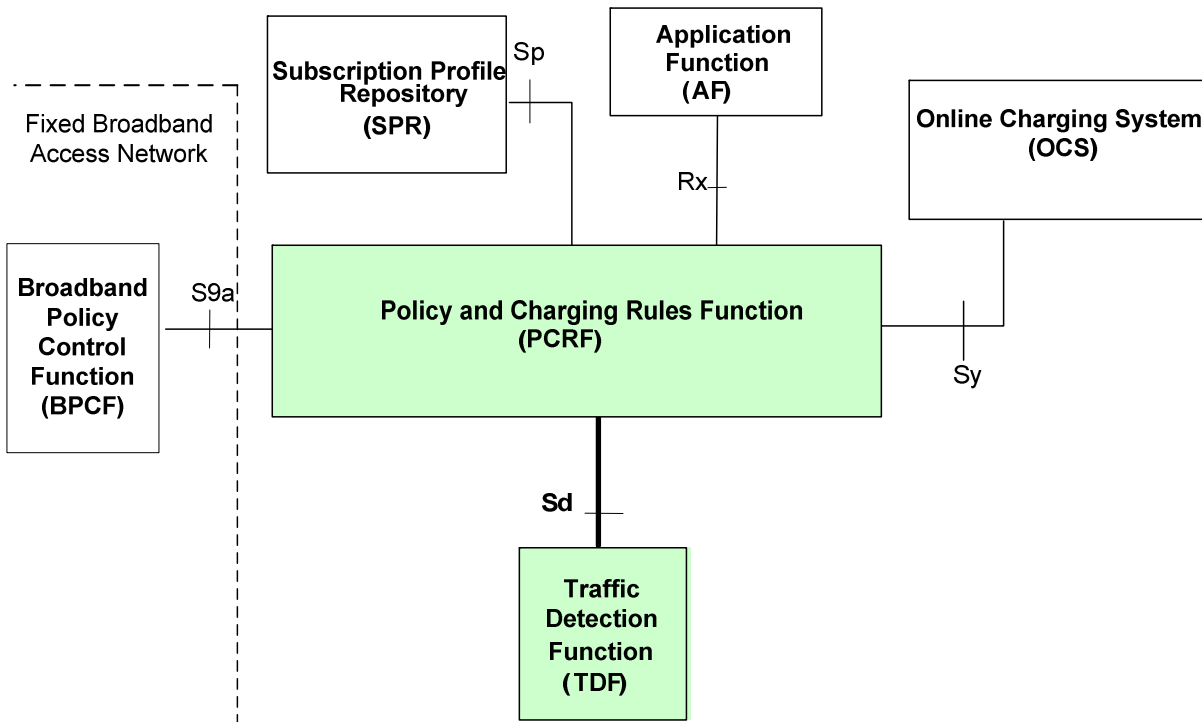 Sp
Subscription Profile
Repository
(SPR)
Application
Function
(AF)
Online Charging System
(OCS)
Fixed Broadband
Access Network
Rx
Broadband
Policy
Control
Function
(BPCF)
S9a
Policy and Charging Rules Function
(PCRF)
Sy
Sd
Traffic
Detection
Function
(TDF)